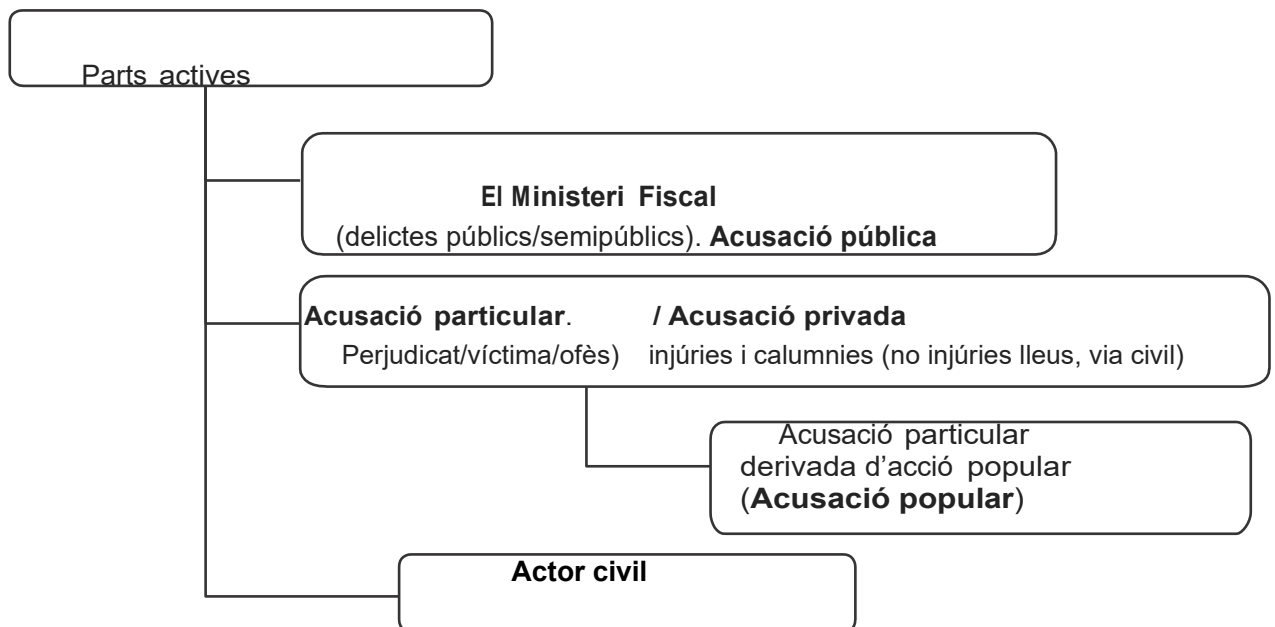 Parts actives
El Ministeri Fiscal
(delictes públics/semipúblics). Acusació pública
Acusació particular. / Acusació privada
Perjudicat/víctima/ofès) injúries i calumnies (no injúries lleus, via civil)
Acusació particular
derivada d’acció popular
(Acusació popular)
Actor civil